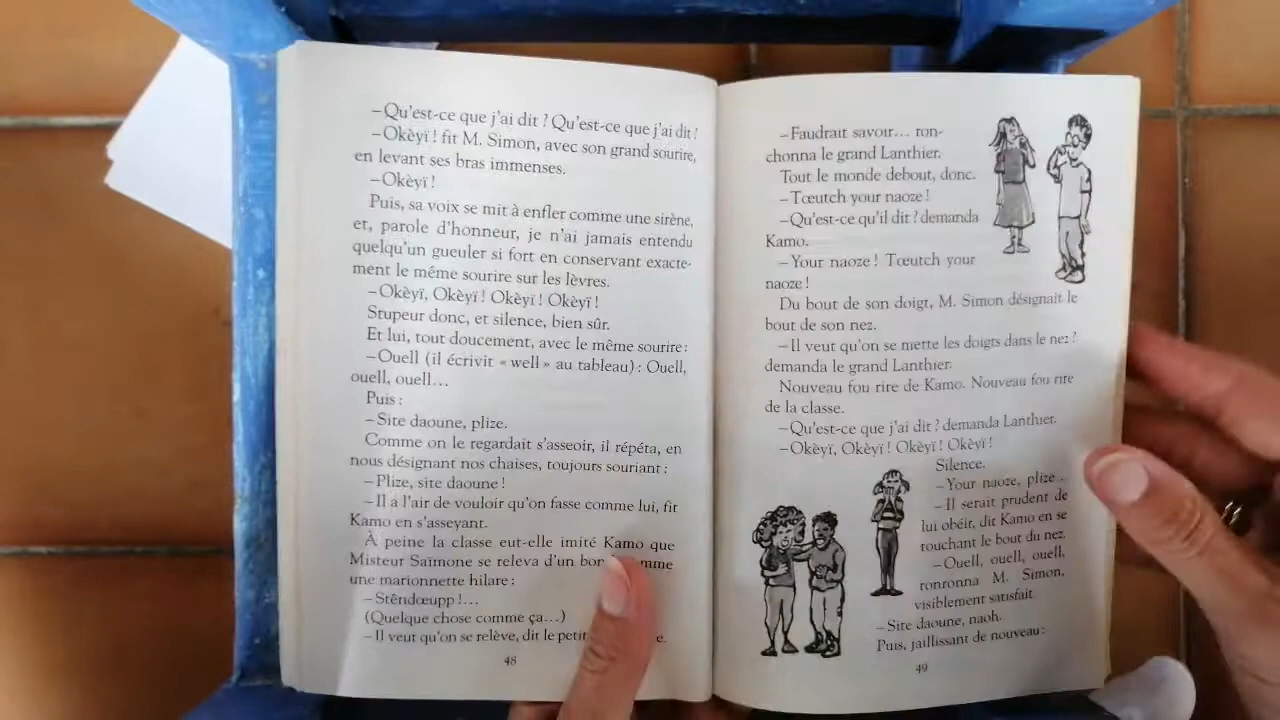 –Qu'est-ce que j'ai dit ? Qu'est-ce que j'ai dit !
–Okèyï ! fit M. Simon, avec son grand sourire,
en levant ses bras immenses.
–Okèyï !
Puis, sa voix se mit à enfler comme une sirène,
et, parole d'honneur, je n'ai jamais entendu
quelqu'un gueuler si fort en conservant exacte-
ment le même sourire sur les lèvres.
–Okèyï, Okèyï ! Okèyï ! Okèyï !
Stupeur donc, et silence, bien sûr.
Et lui, tout doucement, avec le même sourire :
–Ouell (il écrivit « well » au tableau) : Ouell,
ouell, ouell…
Puis :
–Site daoune, plize.
Comme on le regardait s'asseoir, il répéta, en
nous désignant nos chaises, toujours souriant :
–Plize, site daoune !
–Il a l'air de vouloir qu'on fasse comme lui, fit
Kamo en s'asseyant.
À peine la classe eut-elle imité Kamo que
Misteur Saïmone se releva d'un
une marionnette hilare :
–Stêndœupp !…
(Quelque chose comme ça…)
–Il veut qu'on se relève, dit le petit
48
–Faudrait savoir… ron-
chonna le grand Lanthier.
Tout le monde debout, donc.
–Tœutch your naoze !
–Qu'est-ce qu'il dit ? demanda
Kamo.
–Your naoze ! Tœutch your
naoze !
Du bout de son doigt, M. Simon désignait le
bout de son nez.
–Il veut qu'on se mette les doigts dans le nez ?
demanda le grand Lanthier.
Nouveau fou rire de Kamo. Nouveau fou rire
de la classe.
–Qu'est-ce que j'ai dit ? demanda Lanthier.
–Okèyï, Okèyï ! Okèyï ! Okèyï !
Silence.
–Your naoze, plize…
–Il serait prudent de
lui obéir, dit Kamo en se
touchant le bout du nez.
–Ouell, ouell, ouell,
ronronna M. Simon,
visiblement satisfait.
–Site daoune, naoh.
Puis, jaillissant de nouveau :
49